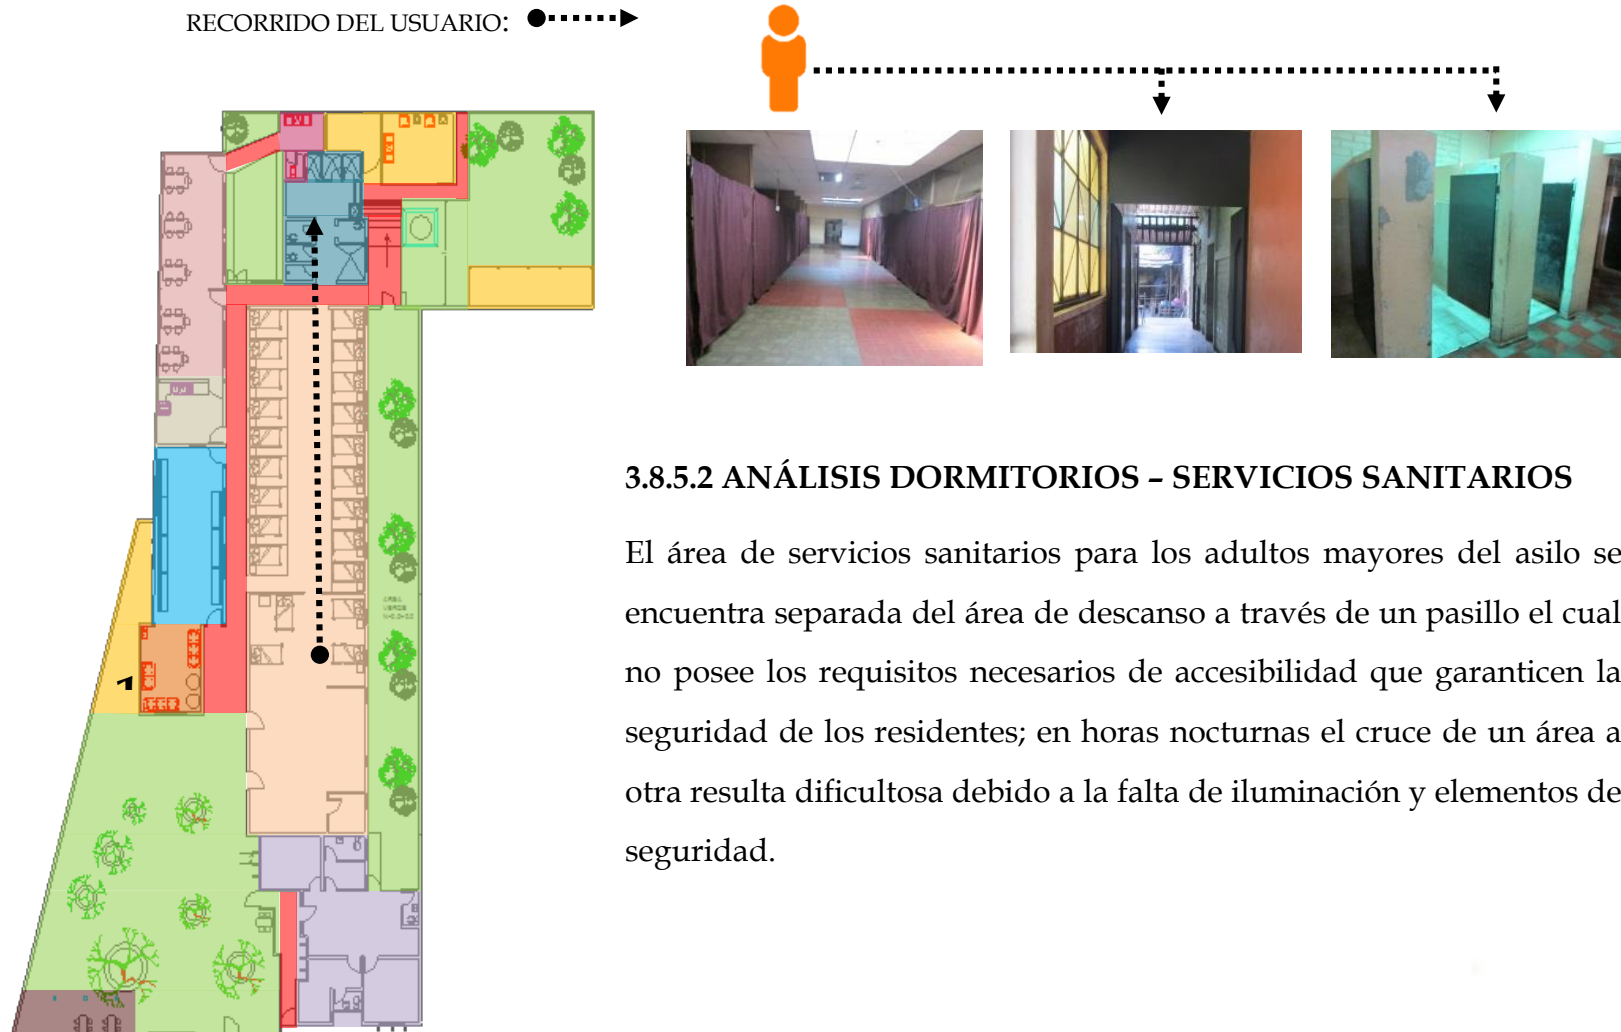 RECORRIDO DEL USUARIO:
3.8.5.2 ANÁLISIS DORMITORIOS – SERVICIOS SANITARIOS
El área de servicios sanitarios para los adultos mayores del asilo se
encuentra separada del área de descanso a través de un pasillo el cual
no posee los requisitos necesarios de accesibilidad que garanticen la
seguridad de los residentes; en horas nocturnas el cruce de un área a
otra resulta dificultosa debido a la falta de iluminación y elementos de
seguridad.
AREA
VERDE